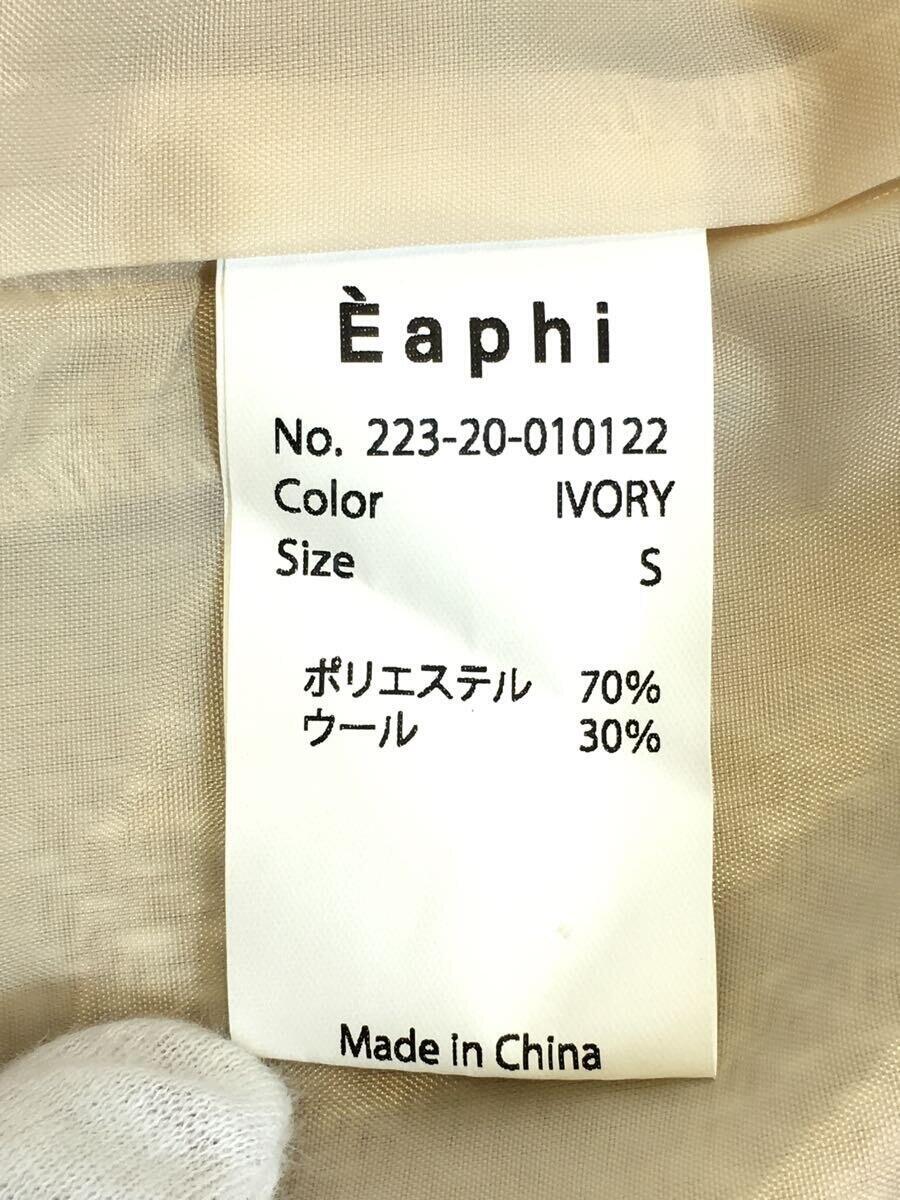 Èaphi
No. 223-20-010122
Color IVORY
Size S
ポリエステル 70%
ウール 30%
Made in China